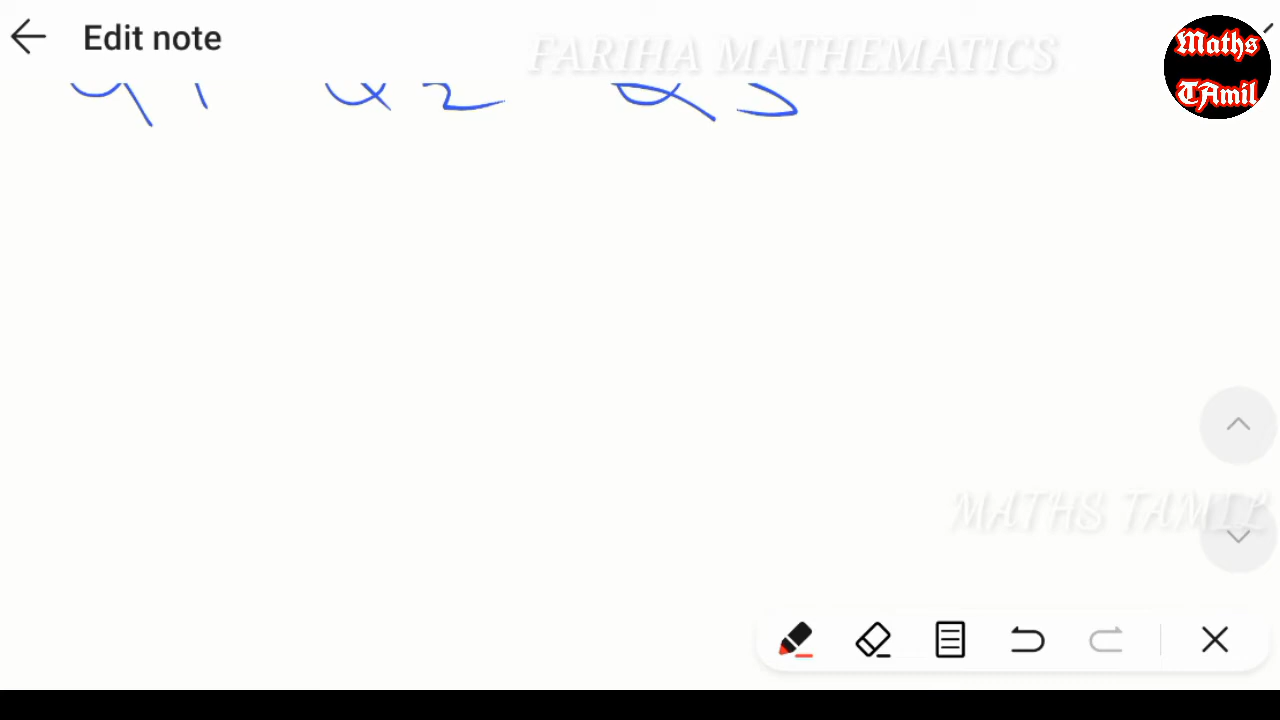 Edit note
FARIHA MATHEMATICS
Maths
TAmil
MATHS TAMIL